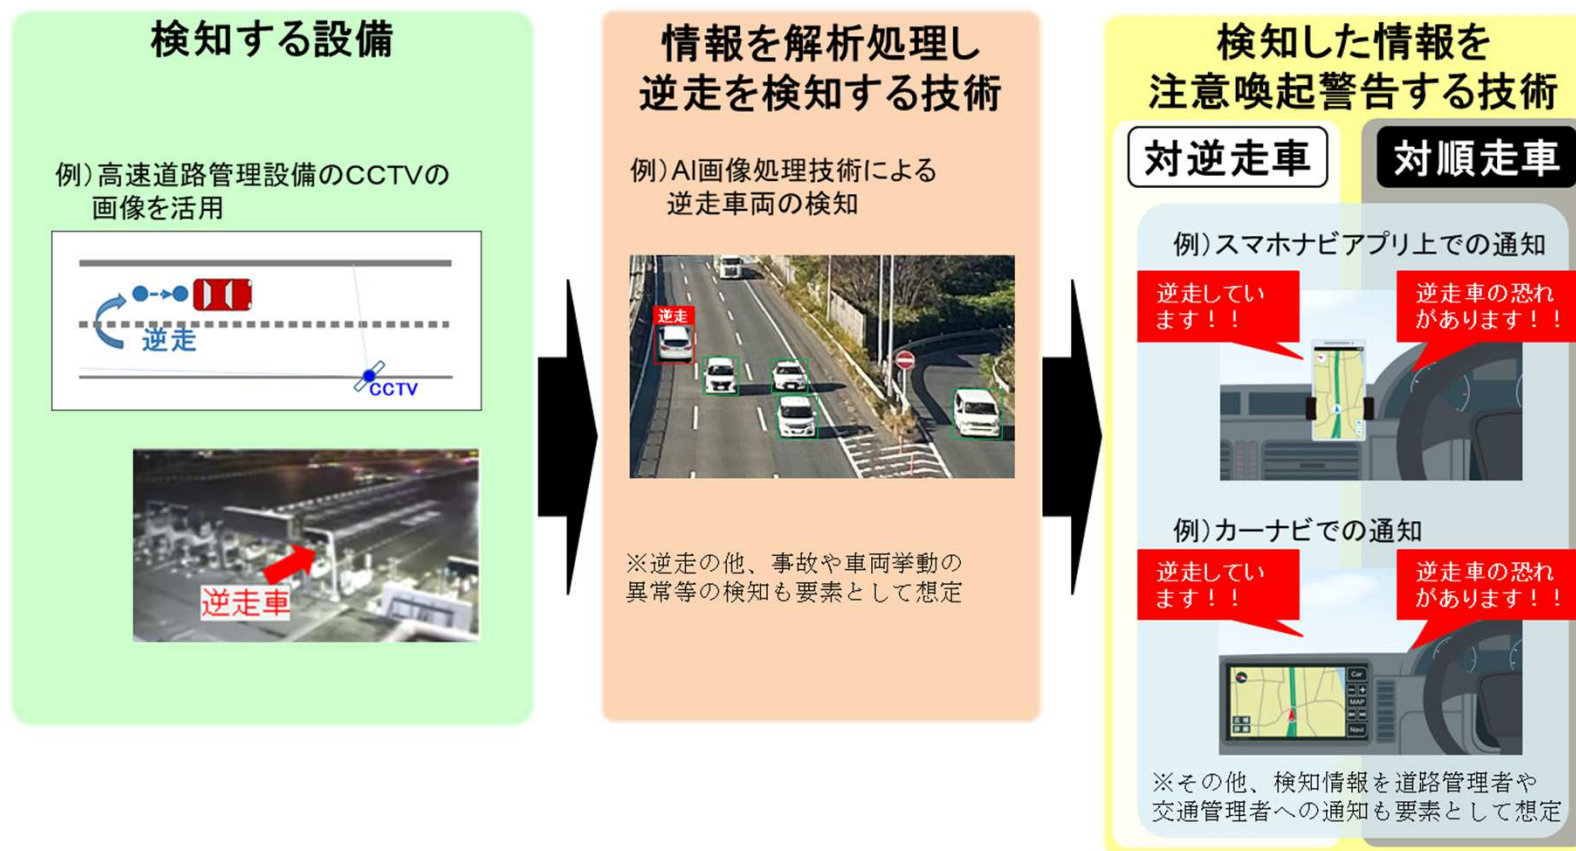 検知する設備
例）高速道路管理設備のCCTVの
画像を活用
逆走
CCTV
逆走車
情報を解析処理し
逆走を検知する技術
例）AI画像処理技術による
逆走車両の検知
逆走
※逆走の他、事故や車両挙動の
異常等の検知も要素として想定
検知した情報を
注意喚起警告する技術
対逆走車
対順走車
例）スマホナビアプリ上での通知
逆走してい
ます！！
逆走車の恐れ
があります！！
例）カーナビでの通知
逆走してい
ます！！
逆走車の恐れ
があります！！
Car
MAP
Navi
広域
詳細
※その他、検知情報を道路管理者や
交通管理者への通知も要素として想定